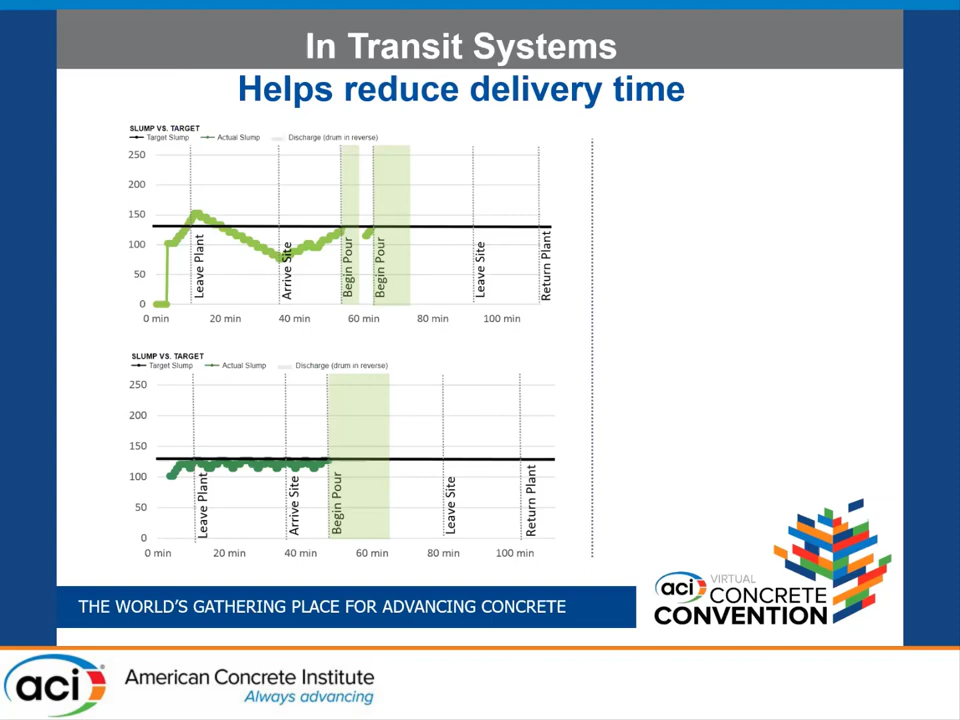 In Transit Systems
Helps reduce delivery time
SLUMP VS. TARGET
Target Slump Actual Slump Discharge (drum in reverse)
250
200
150
100
50
0
Leave Plant
Arrive Site
Begin Pour
Begin Pour
Leave Site
Return Plant
0 min 20 min 40 min 60 min 80 min 100 min
SLUMP VS. TARGET
Target Slump Actual Slump Discharge (drum in reverse)
250
200
150
100
50
0
Leave Plant
Arrive Site
Begin Pour
Leave Site
Return Plant
0 min 20 min 40 min 60 min 80 min 100 min
THE WORLD'S GATHERING PLACE FOR ADVANCING CONCRETE
aci VIRTUAL
CONCRETE
CONVENTION
aci
American Concrete Institute
Always advancing